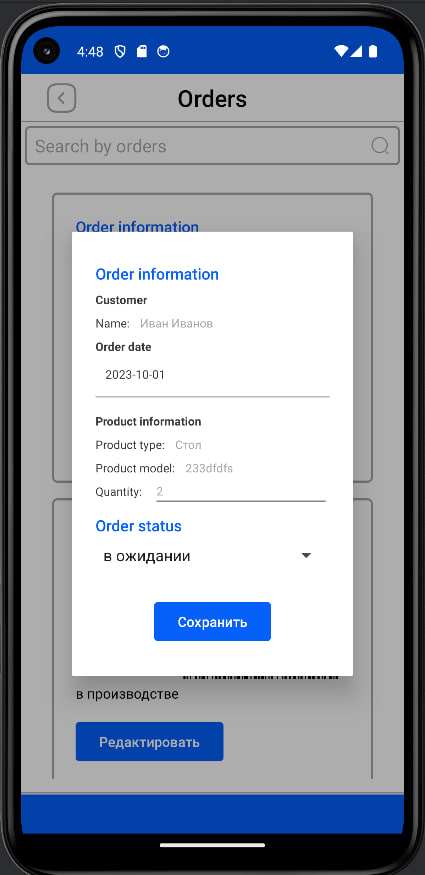 4:48
Orders
Search by orders
Order information
Order information
Customer
Name: Иван Иванов
Order date
2023-10-01
Product information
Product type: Стол
Product model: 233dfdfs
Quantity: 2
Order status
в ожидании
Сохранить
в производстве
Редактировать